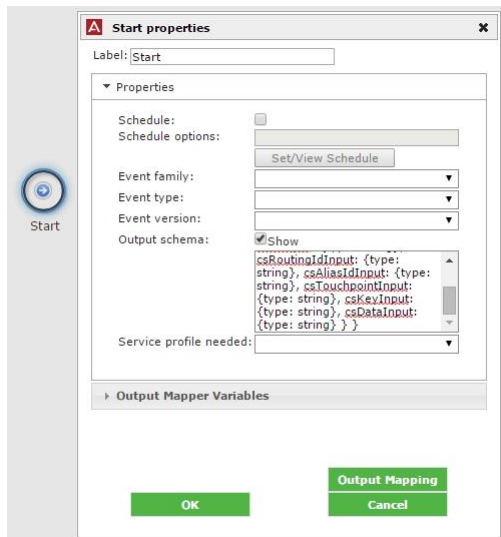 Start properties
Label: Start
Properties
Schedule:
Schedule options:
Set/View Schedule
Event family:
Event type:
Event version:
Output schema: Show
csRoutingIdInput: {type:
string}, csAliasIdInput: {type:
string}, csTouchpointInput:
{type: string}, csKeyInput:
{type: string}, csDataInput:
{type: string} } }
Service profile needed:
Output Mapper Variables
Output Mapping
OK
Cancel
Start